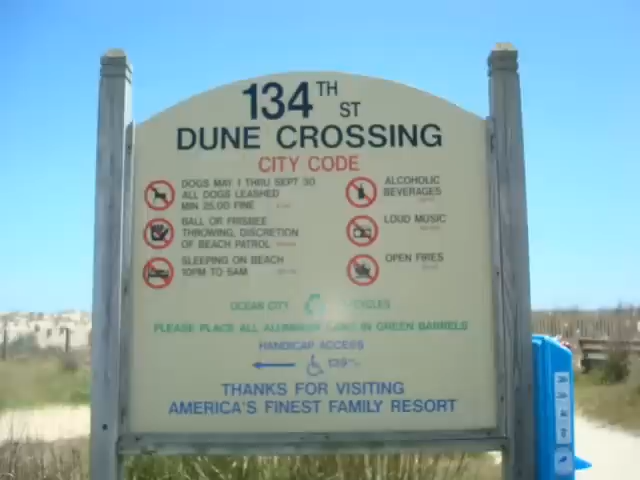 134TH ST
DUNE CROSSING
CITY CODE
DOGS MAY 1 THRU SEPT 30
ALL DOGS LEASHED
MIN 25.00 FINE
BALL OR FRISBEE
THROWING, DISCRETION
OF BEACH PATROL
SLEEPING ON BEACH
10PM TO 6AM
ALCOHOLIC
BEVERAGES
LOUD MUSIC
OPEN FIRES
OCEAN CITY RECYCLES
PLEASE PLACE ALL ALUMINUM CANS IN GREEN BARRELS
HANDICAP ACCESS
THANKS FOR VISITING
AMERICA'S FINEST FAMILY RESORT